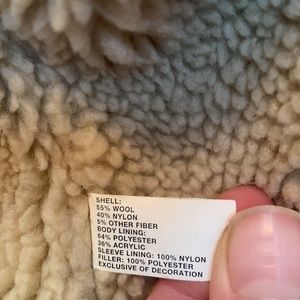 SHELL:
55% WOOL
40% NYLON
5% OTHER FIBER
BODY LINING:
64% POLYESTER
36% ACRYLIC
SLEEVE LINING: 100% NYLON
FILLER: 100% POLYESTER
EXCLUSIVE OF DECORATION